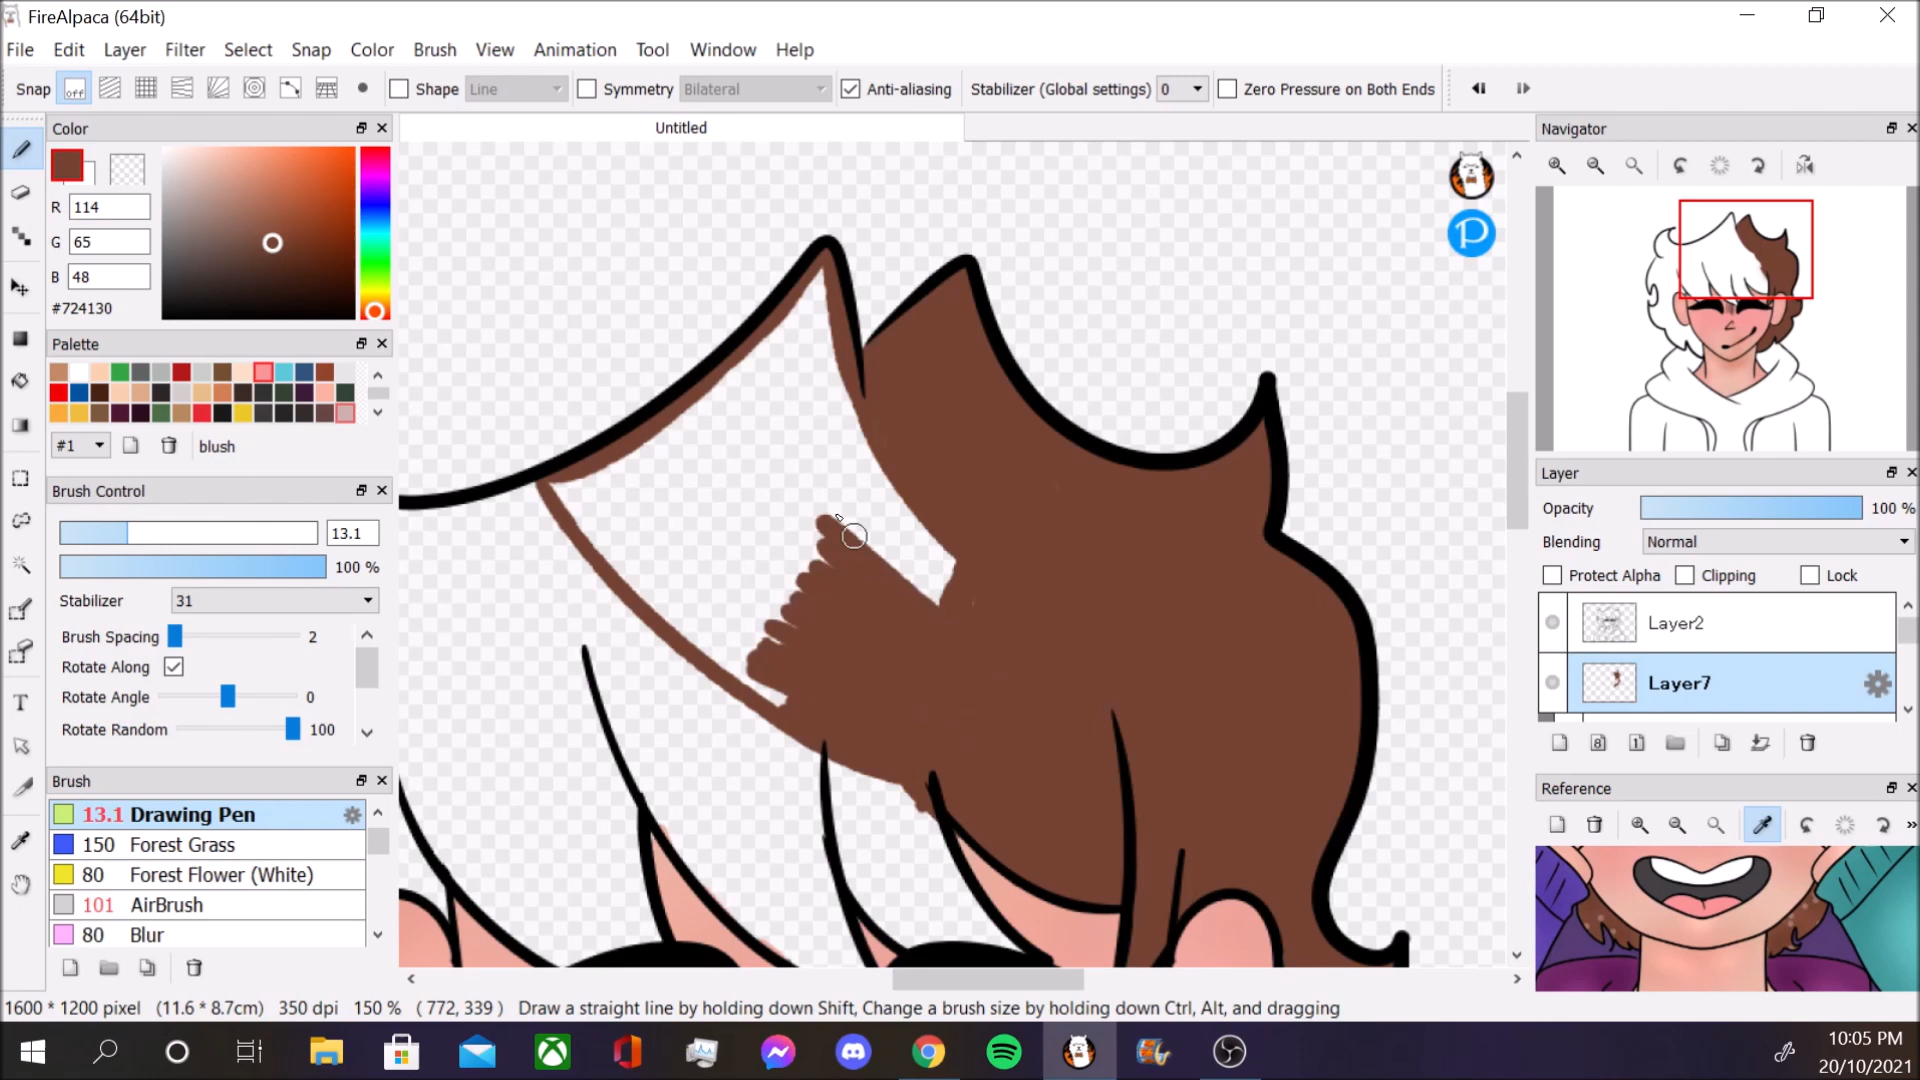 FireAlpaca (64bit)
File Edit Layer Filter Select Snap Color Brush View Animation Tool Window Help
Snap off Shape Line Symmetry Bilateral Anti-aliasing Stabilizer (Global settings) 0 Zero Pressure on Both Ends
Color
R 114
G 65
B 48
#724130
Palette
#1 blush
Brush Control
13.1
100 %
Stabilizer 31
Brush Spacing 2
Rotate Along
Rotate Angle 0
Rotate Random 100
Brush
13.1 Drawing Pen
150 Forest Grass
80 Forest Flower (White)
101 AirBrush
80 Blur
Untitled
P
Navigator
Layer
Opacity 100 %
Blending Normal
Protect Alpha Clipping Lock
Layer2
Layer7
8 1
Reference
T
1600 * 1200 pixel (11.6 * 8.7cm) 350 dpi 150 % ( 772, 339 ) Draw a straight line by holding down Shift, Change a brush size by holding down Ctrl, Alt, and dragging
10:05 PM
20/10/2021